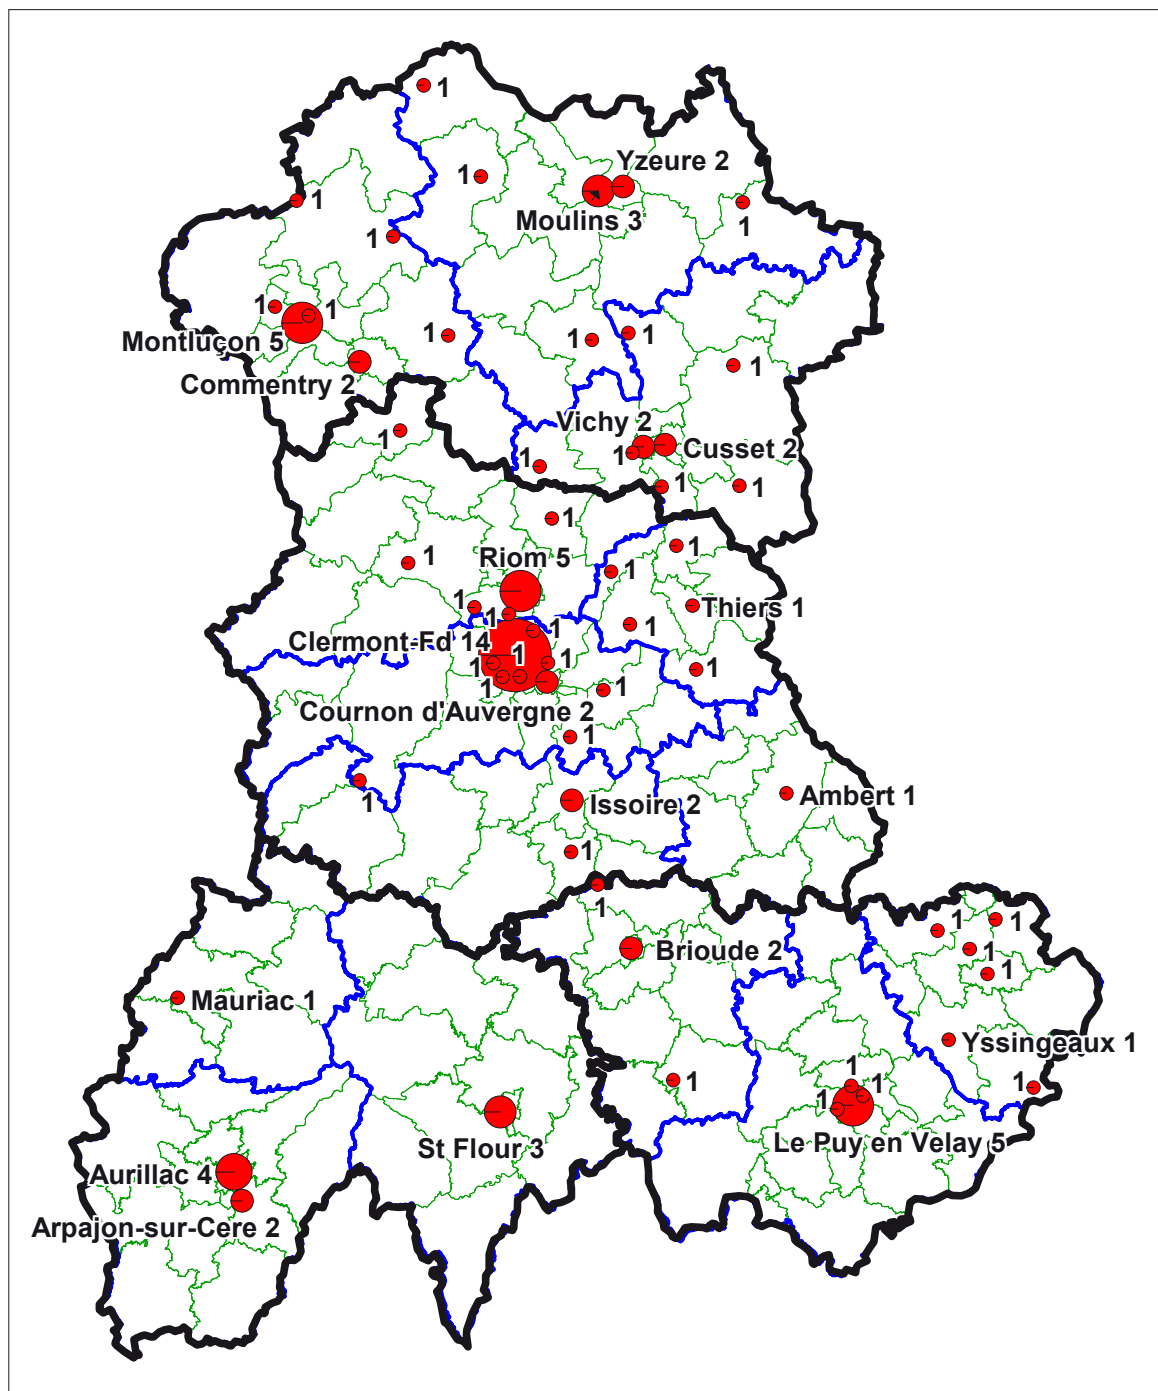 1
Yzeure 2
1
Moulins 3
1
1
1
1
1
Montluçon 5
1
1
1
1
Commentry 2
Vichy 2
1
1
Cusset 2
1
1
1
1
1
Riom 5
1
1
1
Thiers 1
1
1
1
Clermont-Fd 14
1
1
1
1
1
1
Cournon d'Auvergne 2
1
1
Issoire 2
Ambert 1
1
1
1
1
1
1
Brioude 2
Mauriac 1
Yssingeaux 1
1
1
1
1
1
Le Puy en Velay 5
St Flour 3
Aurillac 4
Arpajon-sur-Cere 2